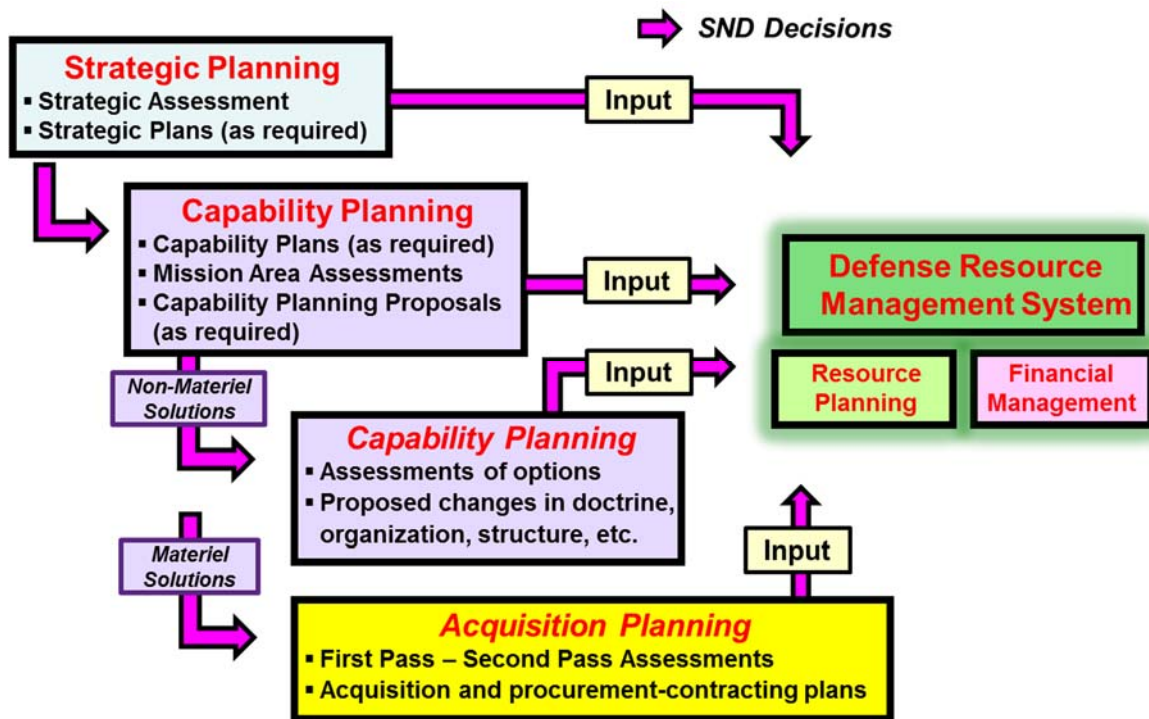 SND Decisions
Strategic Planning
▪ Strategic Assessment
▪ Strategic Plans (as required)
Input
Capability Planning
▪ Capability Plans (as required)
▪ Mission Area Assessments
▪ Capability Planning Proposals
(as required)
Input
Defense Resource
Management System
Resource
Planning
Financial
Management
Input
Non-Materiel
Solutions
Capability Planning
▪ Assessments of options
▪ Proposed changes in doctrine,
organization, structure, etc.
Materiel
Solutions
Input
Acquisition Planning
▪ First Pass – Second Pass Assessments
▪ Acquisition and procurement-contracting plans